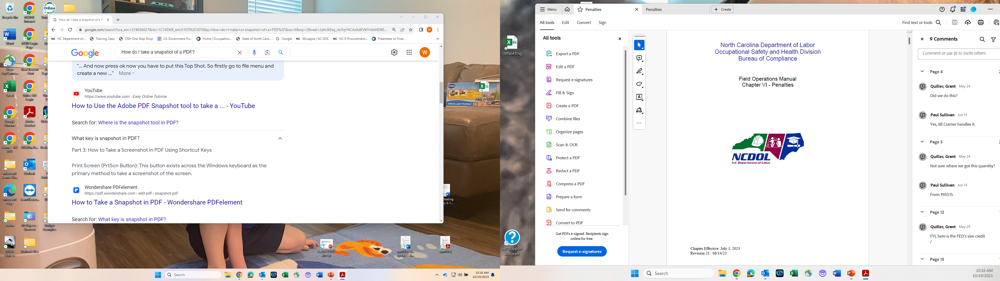 Recycle Bin
NCDOL Intranet
OnBase
Word
NCID Login Page
Cisco AnyConne...
New Beacon - Fiori
Excel
Office 365 Login
Google Chrome
Adobe Acrobat
Home - NC DOL
OSHOneSt...
Microsoft Teams Ch...
Outlook
Microsoft Edge
TeamViewer...
Adobe
3D Objects - Shortcut
Budget Examples
OSHA Express
Outlook Files
How do I take a snapshot of a P
google.com/search?sca_esv=574836027&rlz=1C1VDKB_enUS1070US1070&q=How+do+I+take+a+snapshot+of+a+PDF%3F&sa=X&sqi=2&ved=2ahUKEwj_nbTrpYKCAxXdEVkFHdsMDBE...
W
NC NC Department of...
Training Class
OSH One Stop Shop
US Government Pu...
Home | Occupation...
State of North Caro...
Google
NC WLLagoe | NC DOL
NC NC E-Procurement...
Preambles to Final...
»
Google
How do I take a snapshot of a PDF?
W
"... And now press ok now you have to put this Top Shot. So firstly go to file menu and
create a new ..." More
YouTube
https://www.youtube.com · Easy Online Tutorial
How to Use the Adobe PDF Snapshot tool to take a ... - YouTube
Search for: Where is the snapshot tool in PDF?
What key is snapshot in PDF?
Part 3: How to Take a Screenshot in PDF Using Shortcut Keys
Print Screen (PrtScn Button): This button exists across the Windows keyboard as the
primary method to take a screenshot of the screen.
Wondershare PDFelement
https://pdf.wondershare.com › edit-pdf › snapshot-pdf
How to Take a Snapshot in PDF - Wondershare PDFelement
Search for: What key is snapshot in PDF?
vtech
Drill & Learn Toolbox
1.5 ERM_FFY2023
Meeting
es 9-1...
Fed FFY2023 4th Qtr
opn145d_0... update _ A...
opn145d
Search
10:16 AM
10/19/2023
OPN64Trng
HP Support Assistant
Menu
Penalties
Penalties
Create
All tools
Edit
Convert
Sign
Find text or tools
All tools
Export a PDF
Edit a PDF
Request e-signatures
Fill & Sign
Create a PDF
Combine files
Organize pages
Scan & OCR
Protect a PDF
Redact a PDF
Compress a PDF
Prepare a form
Send for comments
Convert to PDF
Get PDFs e-signed. Recipients sign
online for free.
Request e-signatures
North Carolina Department of Labor
Occupational Safety and Health Division
Bureau of Compliance
Field Operations Manual
Chapter VI - Penalties
NCDOL
N.C. Department of Labor
Chapter Effective: July 1, 2023
Revision 21: 06/14/23
9 Comments
Comment or use @ to invite others
Page 4
Quiller, Grant May 24
Did we do this?
Paul Sullivan Jun 14
Yes, Jill Cramer handles it.
Page 5
Quiller, Grant May 24
Not sure where we got this quantity?
Paul Sullivan Jun 14
From 1903.15.
Page 12
Quiller, Grant May 24
FYI, here is the FED's size credit
/
Page 15
Search
10:16 AM
10/19/2023